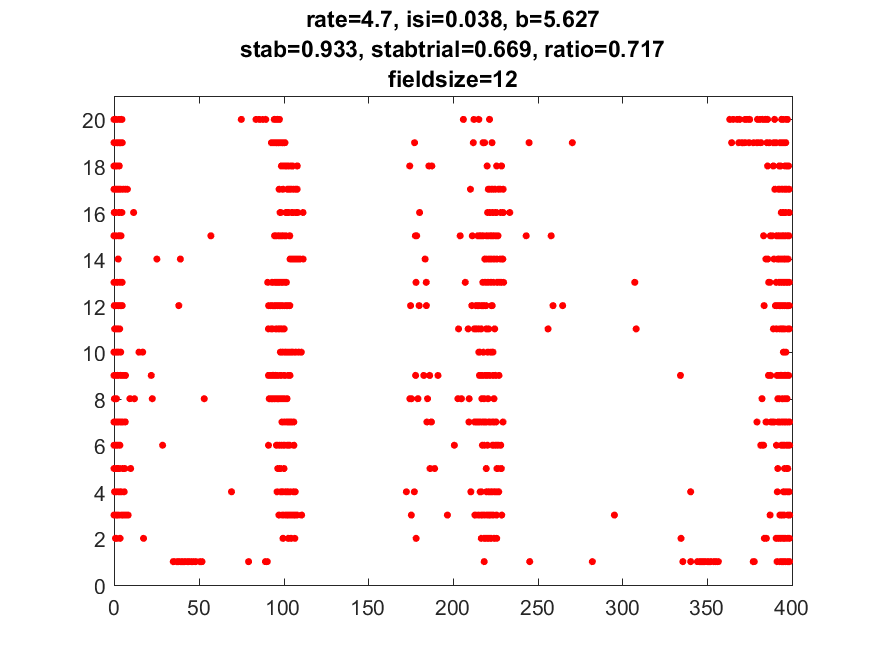 rate=4.7, isi=0.038, b=5.627
stab=0.933, stabtrial=0.669, ratio=0.717
fieldsize=12
20
18
16
14
12
10
8
6
4
2
0
0 50 100 150 200 250 300 350 400